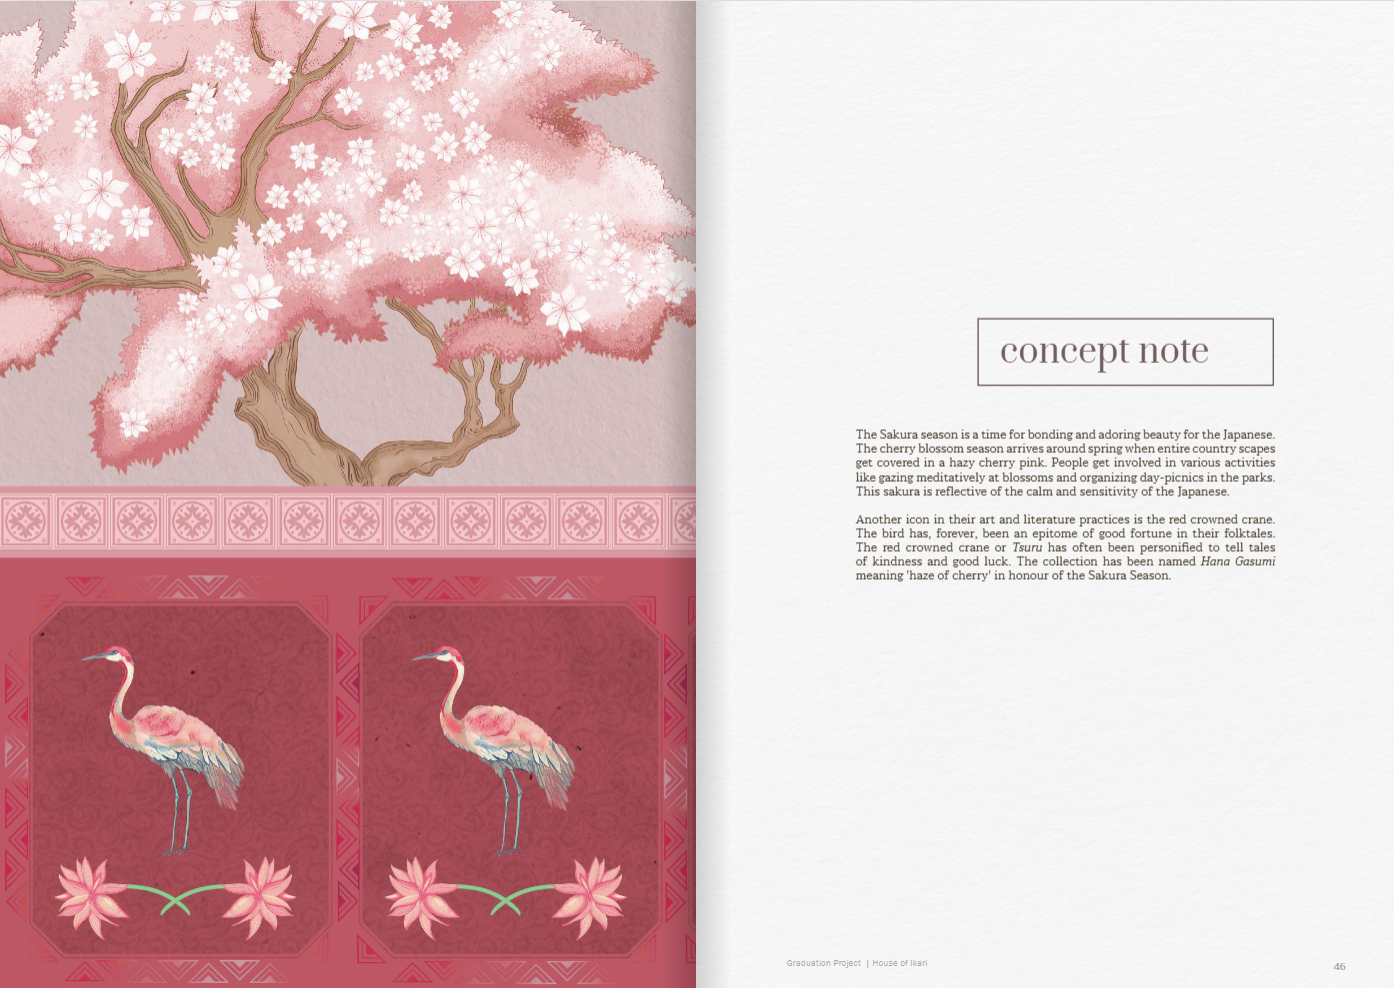 concept note
The Sakura season is a time for bonding and adoring beauty for the Japanese.
The cherry blossom season arrives around spring when entire country scapes
get covered in a hazy cherry pink. People get involved in various activities
like gazing meditatively at blossoms and organizing day-picnics in the parks.
This sakura is reflective of the calm and sensitivity of the Japanese.
Another icon in their art and literature practices is the red crowned crane.
The bird has, forever, been an epitome of good fortune in their folktales.
The red crowned crane or Tsuru has often been personified to tell tales
of kindness and good luck. The collection has been named Hana Gasumi
meaning 'haze of cherry' in honour of the Sakura Season.
Graduation Project | House of Ikari
46